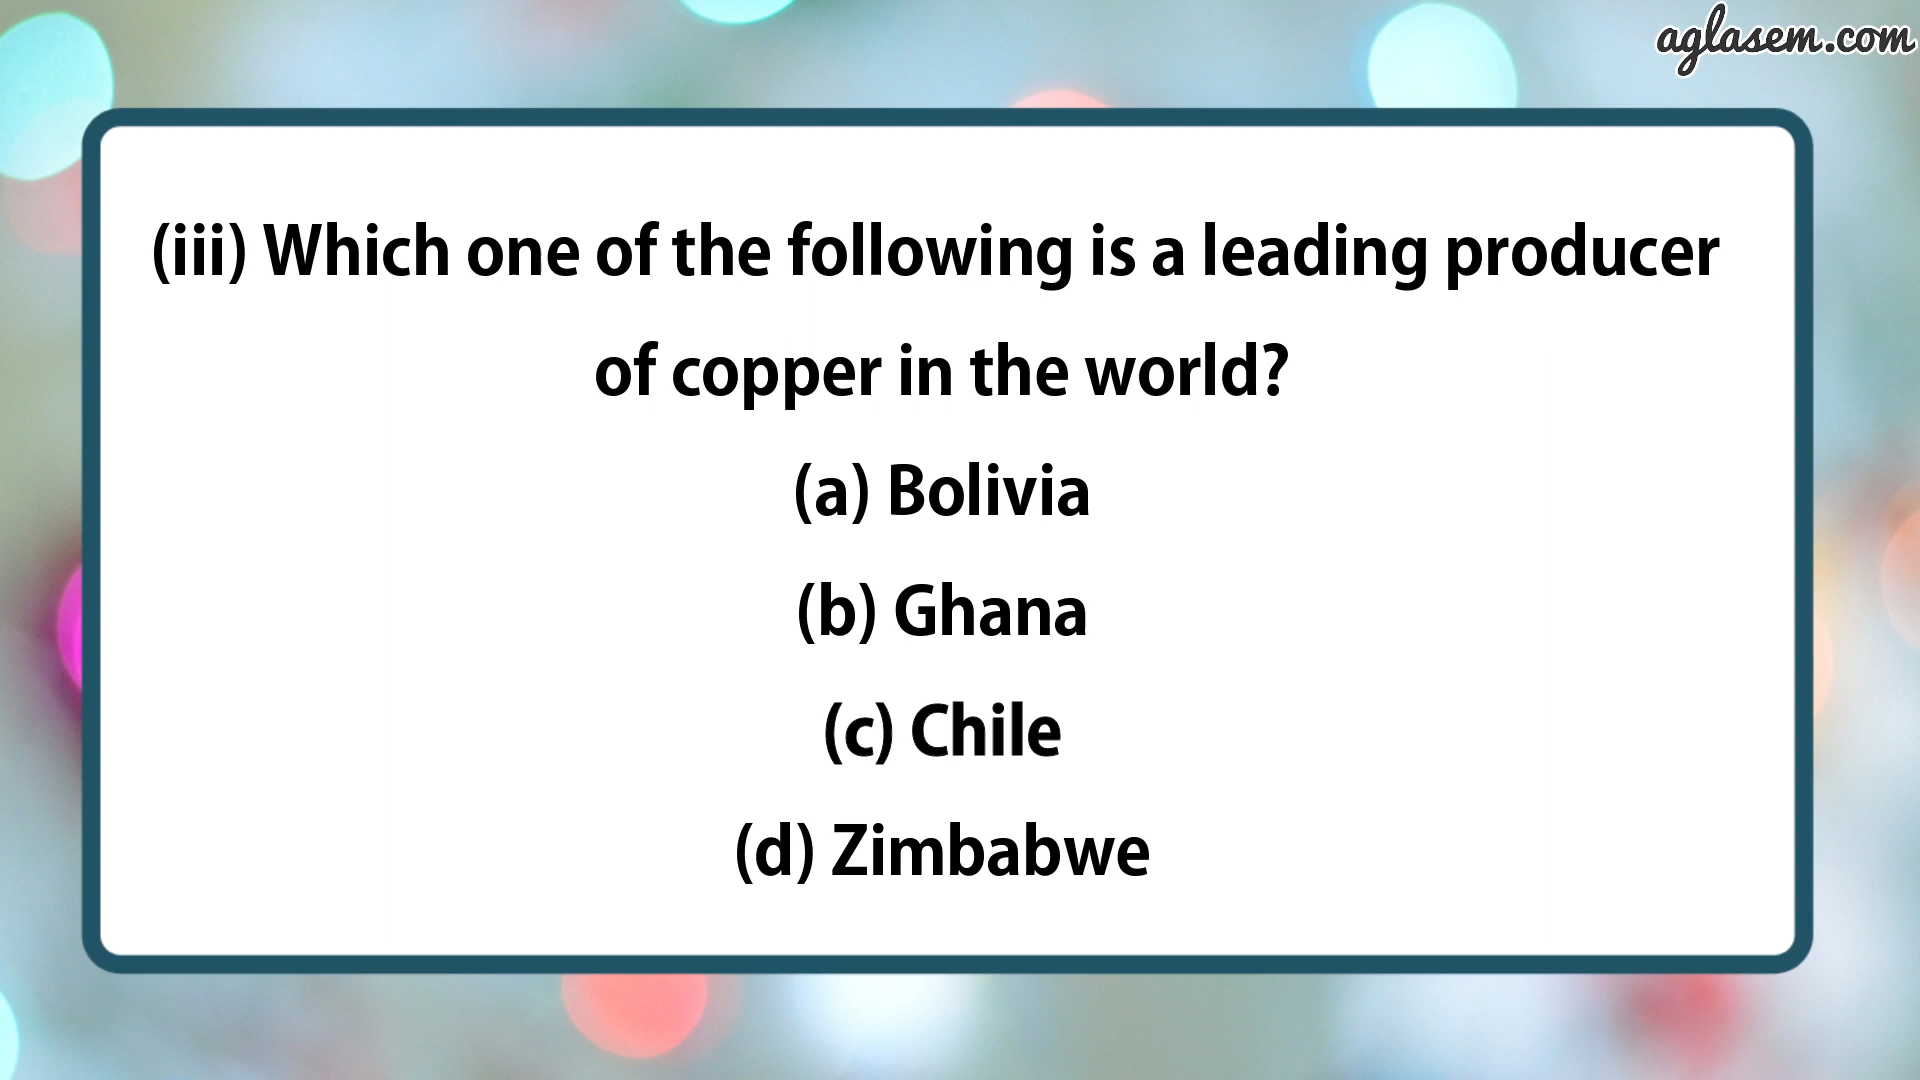 aglasem.com
(iii) Which one of the following is a leading producer
of copper in the world?
(a) Bolivia
(b) Ghana
(c) Chile
(d) Zimbabwe